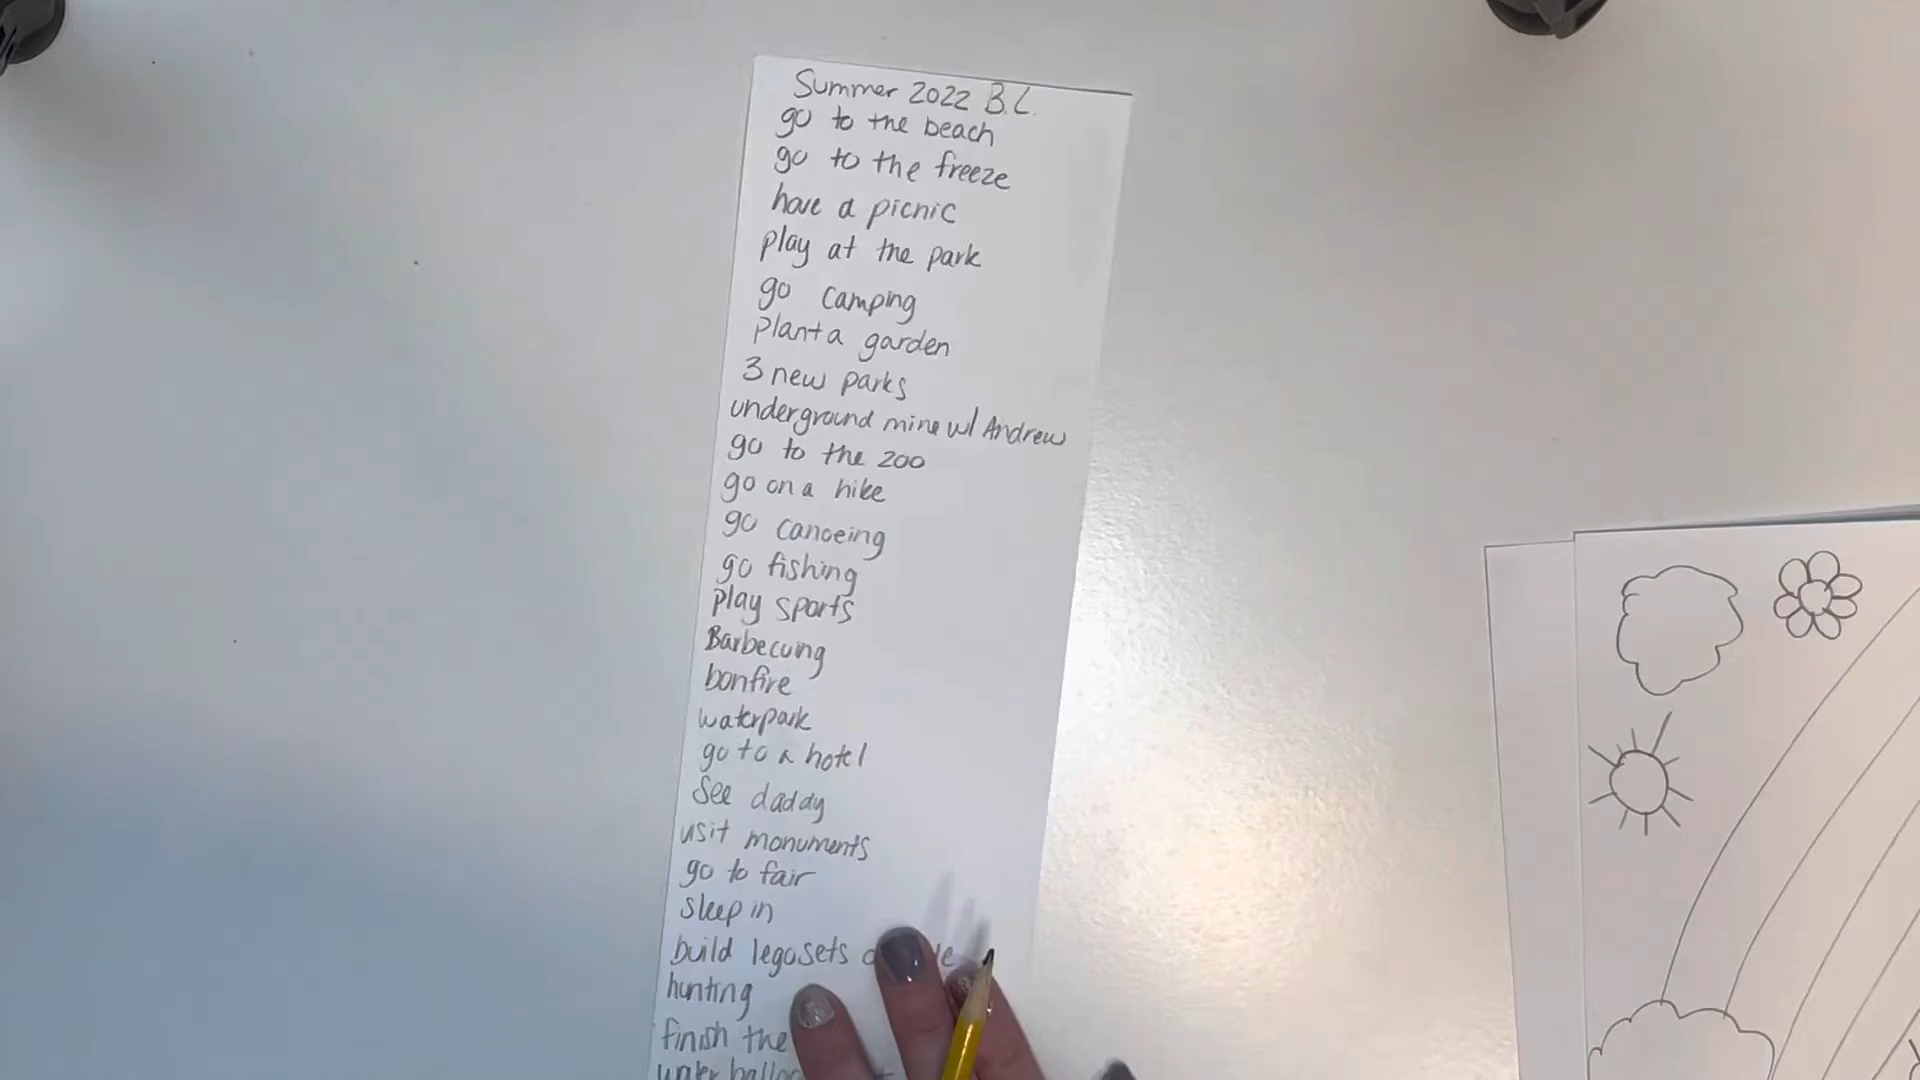 Summer 2022 B.L.
go to the beach
go to the freeze
have a picnic
play at the park
go camping
plant a garden
3 new parks
underground mine w/ Andrew
go to the zoo
go on a hike
go canoeing
go fishing
play sports
Barbecuing
bonfire
waterpark
go to a hotel
See daddy
visit monuments
go to fair
sleep in
build lego sets
hunting
finish the
water